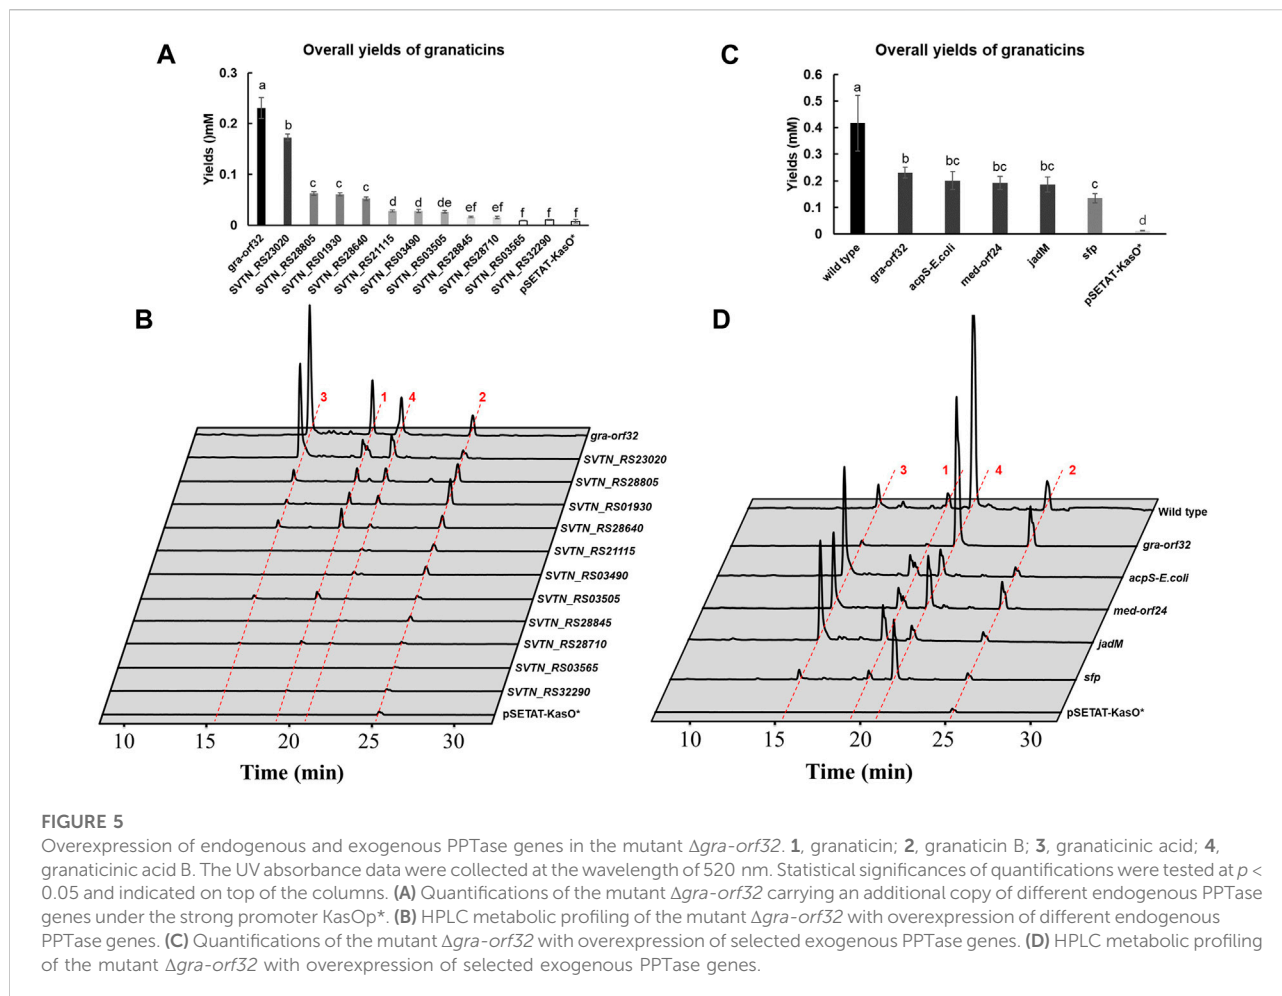 A
Overall yields of granaticins
Yields ()mM
0.3
0.2
0.1
0
a
b
c
c
c
d
d
de
ef
ef
f
f
f
gra-orf32
SVTN_RS23020
SVTN_RS28805
SVTN_RS01930
SVTN_RS28640
SVTN_RS21115
SVTN_RS03490
SVTN_RS03505
SVTN_RS28845
SVTN_RS28710
SVTN_RS03565
SVTN_RS32290
pSETAT-KasO*
C
Overall yields of granaticins
Yields (mM)
0.6
0.5
0.4
0.3
0.2
0.1
0
a
b
bc
bc
bc
c
d
wild type
gra-orf32
acpS-E.coli
med-orf24
jadM
sfp
pSETAT-KasO*
B
3
1
4
2
gra-orf32
SVTN_RS23020
SVTN_RS28805
SVTN_RS01930
SVTN_RS28640
SVTN_RS21115
SVTN_RS03490
SVTN_RS03505
SVTN_RS28845
SVTN_RS28710
SVTN_RS03565
SVTN_RS32290
pSETAT-KasO*
10
15
20
25
30
Time (min)
D
3
1
4
2
Wild type
gra-orf32
acpS-E.coli
med-orf24
jadM
sfp
pSETAT-KasO*
10
15
20
25
30
Time (min)
FIGURE 5
Overexpression of endogenous and exogenous PPTase genes in the mutant Δgra-orf32. 1, granaticin; 2, granaticin B; 3, granaticinic acid; 4,
granaticinic acid B. The UV absorbance data were collected at the wavelength of 520 nm. Statistical significances of quantifications were tested at p <
0.05 and indicated on top of the columns. (A) Quantifications of the mutant Δgra-orf32 carrying an additional copy of different endogenous PPTase
genes under the strong promoter KasOp*. (B) HPLC metabolic profiling of the mutant Δgra-orf32 with overexpression of different endogenous
PPTase genes. (C) Quantifications of the mutant Δgra-orf32 with overexpression of selected exogenous PPTase genes. (D) HPLC metabolic profiling
of the mutant Δgra-orf32 with overexpression of selected exogenous PPTase genes.